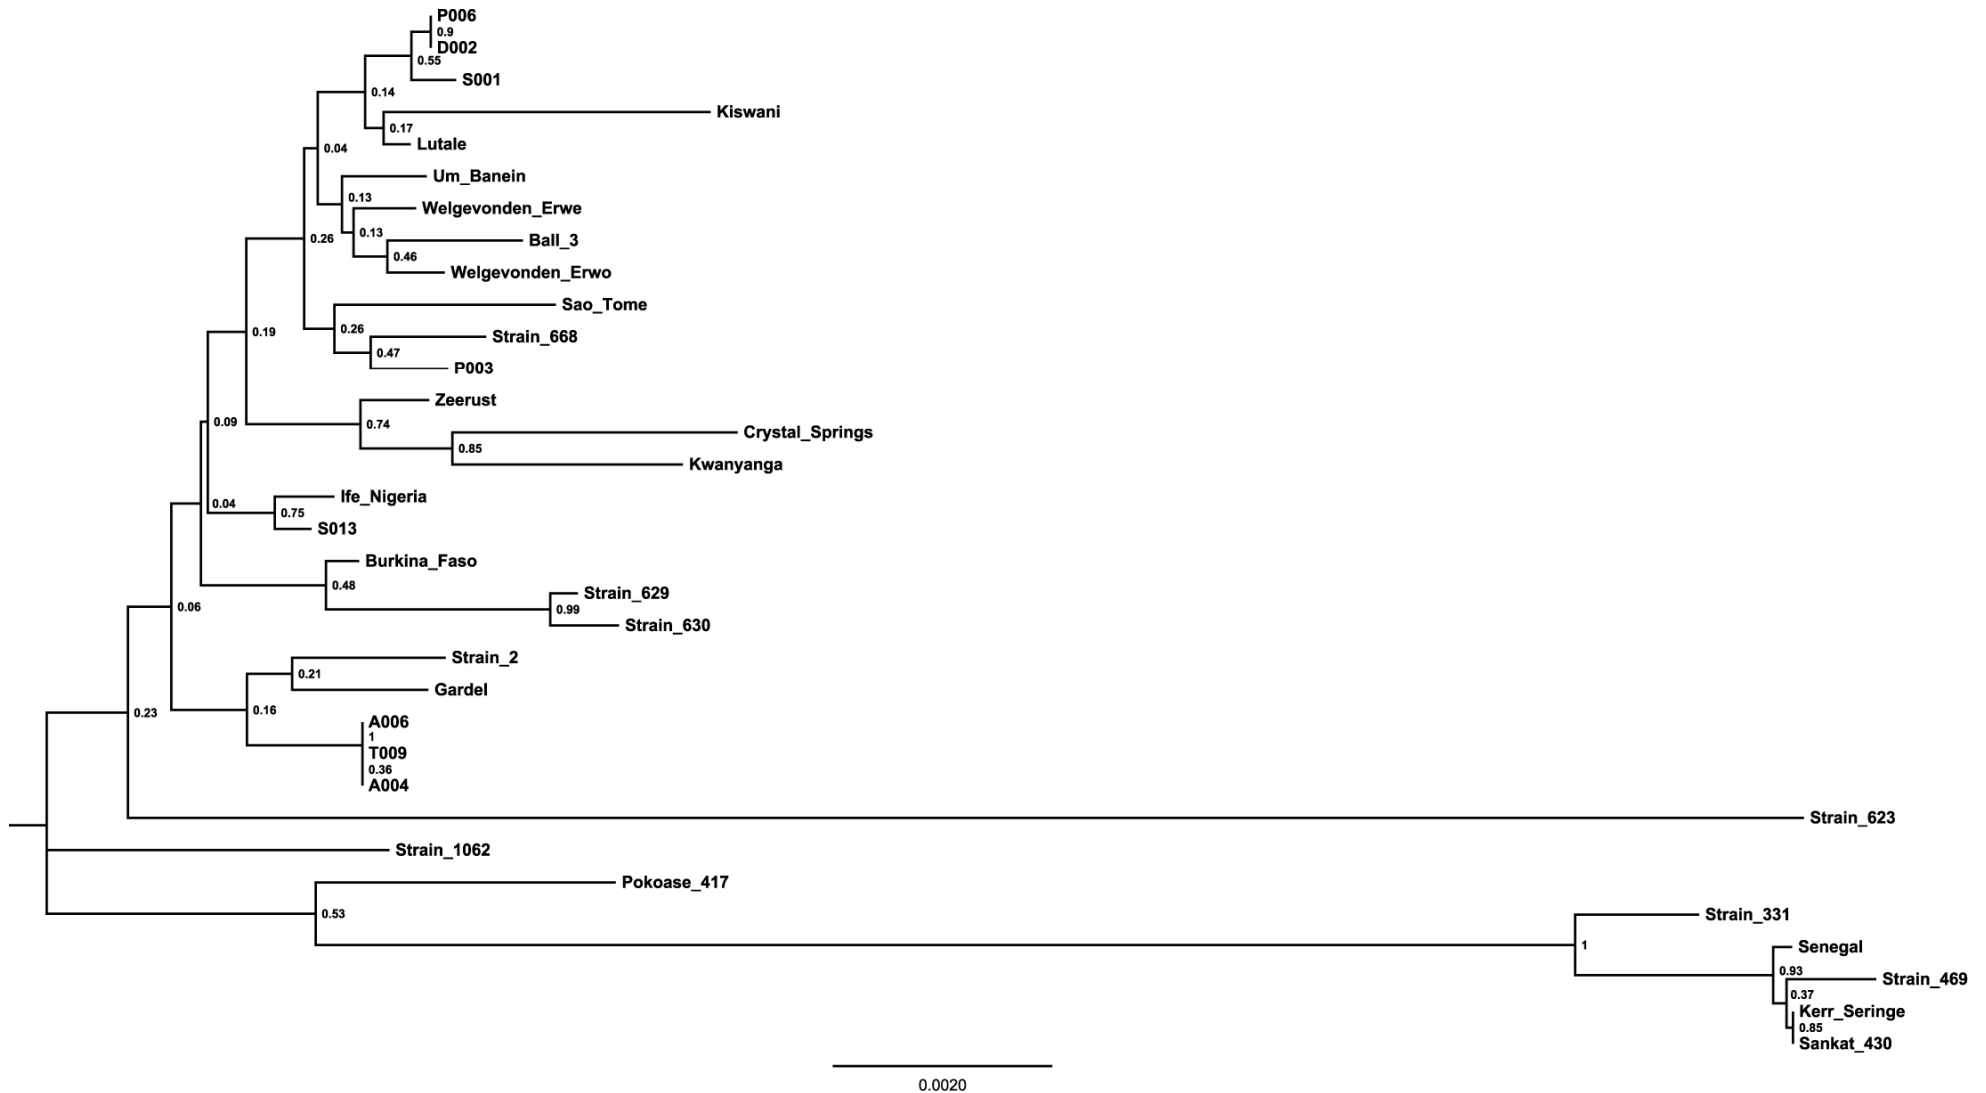 P006
0.9
D002
0.55
S001
0.14
Kiswani
0.17
Lutale
0.04
Um_Banein
0.13
Welgevonden_Erwe
0.13
0.26
Ball_3
0.46
Welgevonden_Erwo
Sao_Tome
0.26
0.19
Strain_668
0.47
P003
Zeerust
0.09
0.74
Crystal_Springs
0.85
Kwanyanga
Ife_Nigeria
0.04
0.75
S013
Burkina_Faso
0.48
Strain_629
0.06
0.99
Strain_630
Strain_2
0.21
Gardel
0.23
0.16
A006
1
T009
0.36
A004
Strain_623
Strain_1062
Pokoase_417
0.53
Strain_331
1
Senegal
0.93
Strain_469
0.37
Kerr_Seringe
0.85
Sankat_430
0.0020